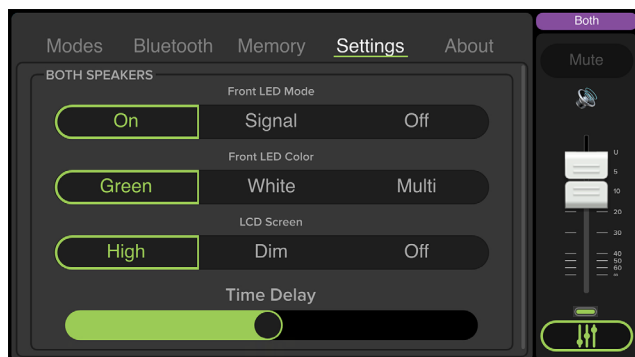 Modes Bluetooth Memory Settings About
BOTH SPEAKERS
Front LED Mode
On Signal Off
Front LED Color
Green White Multi
LCD Screen
High Dim Off
Time Delay
Both
Mute
U
5
10
20
30
40
50
60
∞